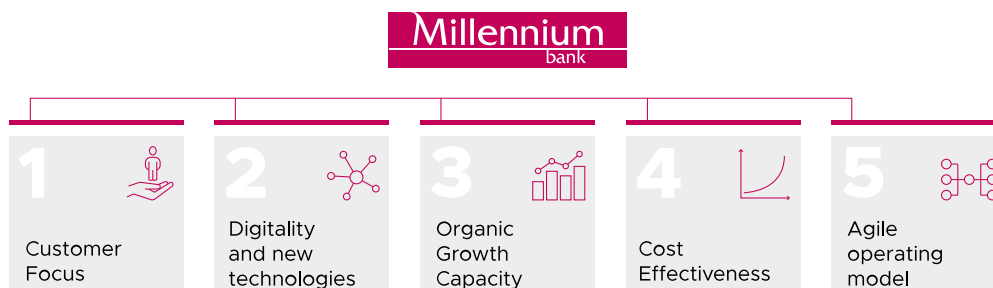 Millennium
bank
1
Customer
Focus
2
Digitality
and new
technologies
3
Organic
Growth
Capacity
4
Cost
Effectiveness
5
Agile
operating
model